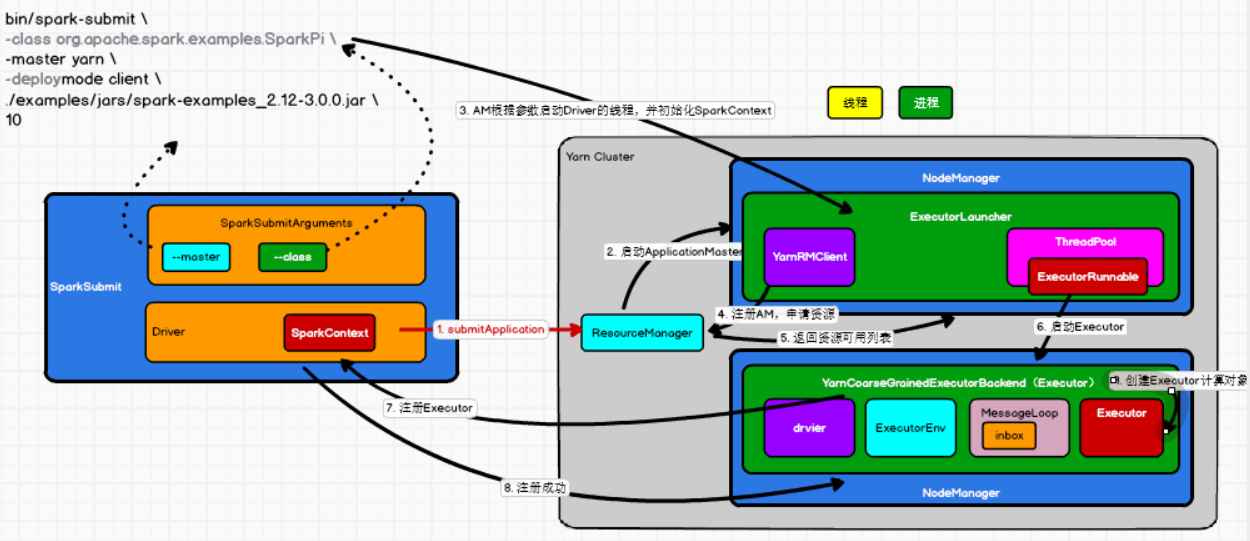 bin/spark-submit \
-class org.apache.spark.examples.SparkPi \
-master yarn \
-deploymode client \
./examples/jars/spark-examples_2.12-3.0.0.jar \
10
3. AM根据参数启动Driver的线程，并初始化SparkContext
线程
进程
Yarn Cluster
NodeManager
ExecutorLauncher
YarnRMClient
ThreadPool
ExecutorRunnable
SparkSubmitArguments
--master
--class
SparkSubmit
Driver
SparkContext
1. submitApplication
2. 启动ApplicationMaster
ResourceManager
4. 注册AM，申请资源
5. 返回资源可用列表
6. 启动Executor
7. 注册Executor
8. 注册成功
YarnCoarseGrainedExecutorBackend（Executor）
. 创建Executor计算对象
drvier
ExecutorEnv
MessageLoop
inbox
Executor
NodeManager